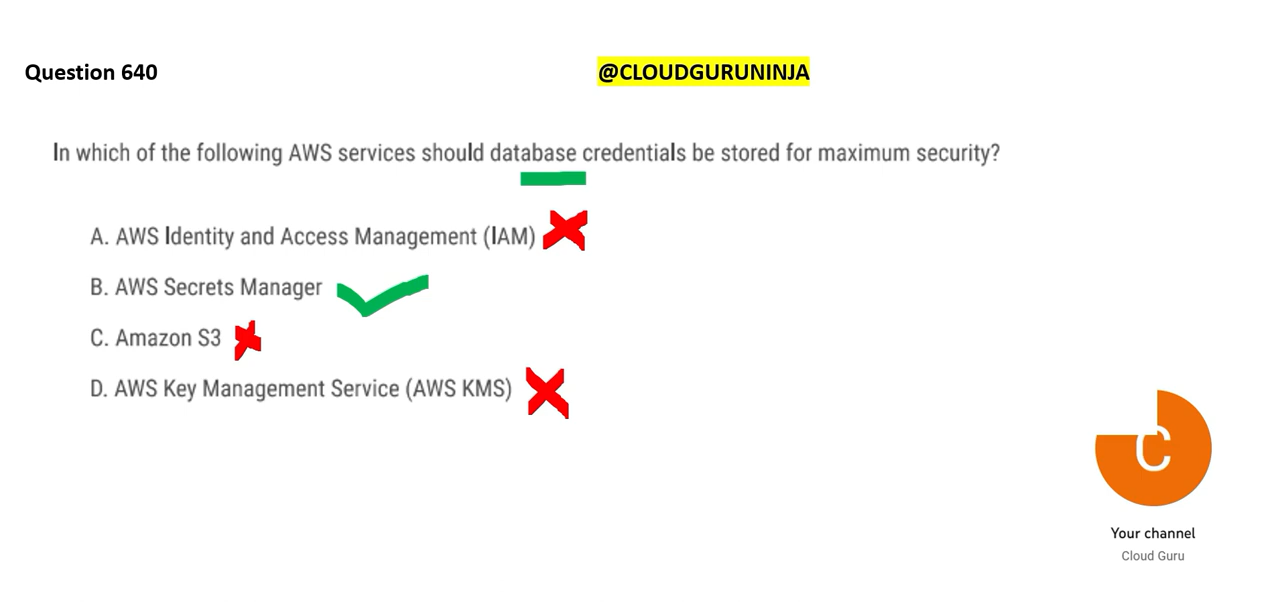 Question 640
@CLOUDGURUNINJA
In which of the following AWS services should database credentials be stored for maximum security?
A. AWS Identity and Access Management (IAM)
B. AWS Secrets Manager
C. Amazon S3
D. AWS Key Management Service (AWS KMS)
C
Your channel
Cloud Guru